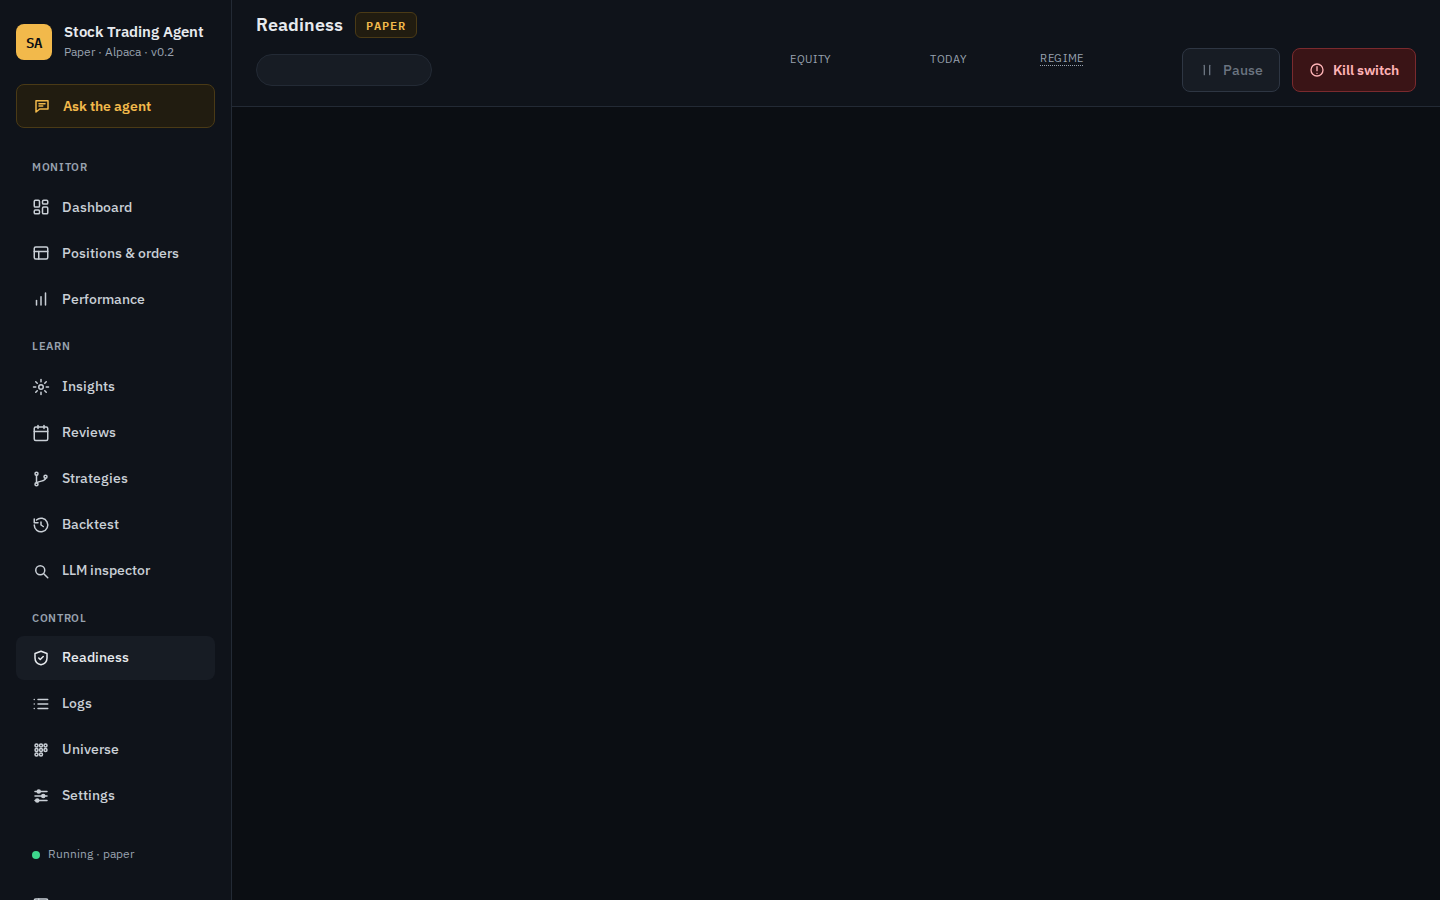 SA
Stock Trading Agent
Paper · Alpaca · v0.2
Ask the agent
MONITOR
Dashboard
Positions & orders
Performance
LEARN
Insights
Reviews
Strategies
Backtest
LLM inspector
CONTROL
Readiness
Logs
Universe
Settings
Running · paper
Readiness
PAPER
EQUITY
TODAY
REGIME
Pause
Kill switch